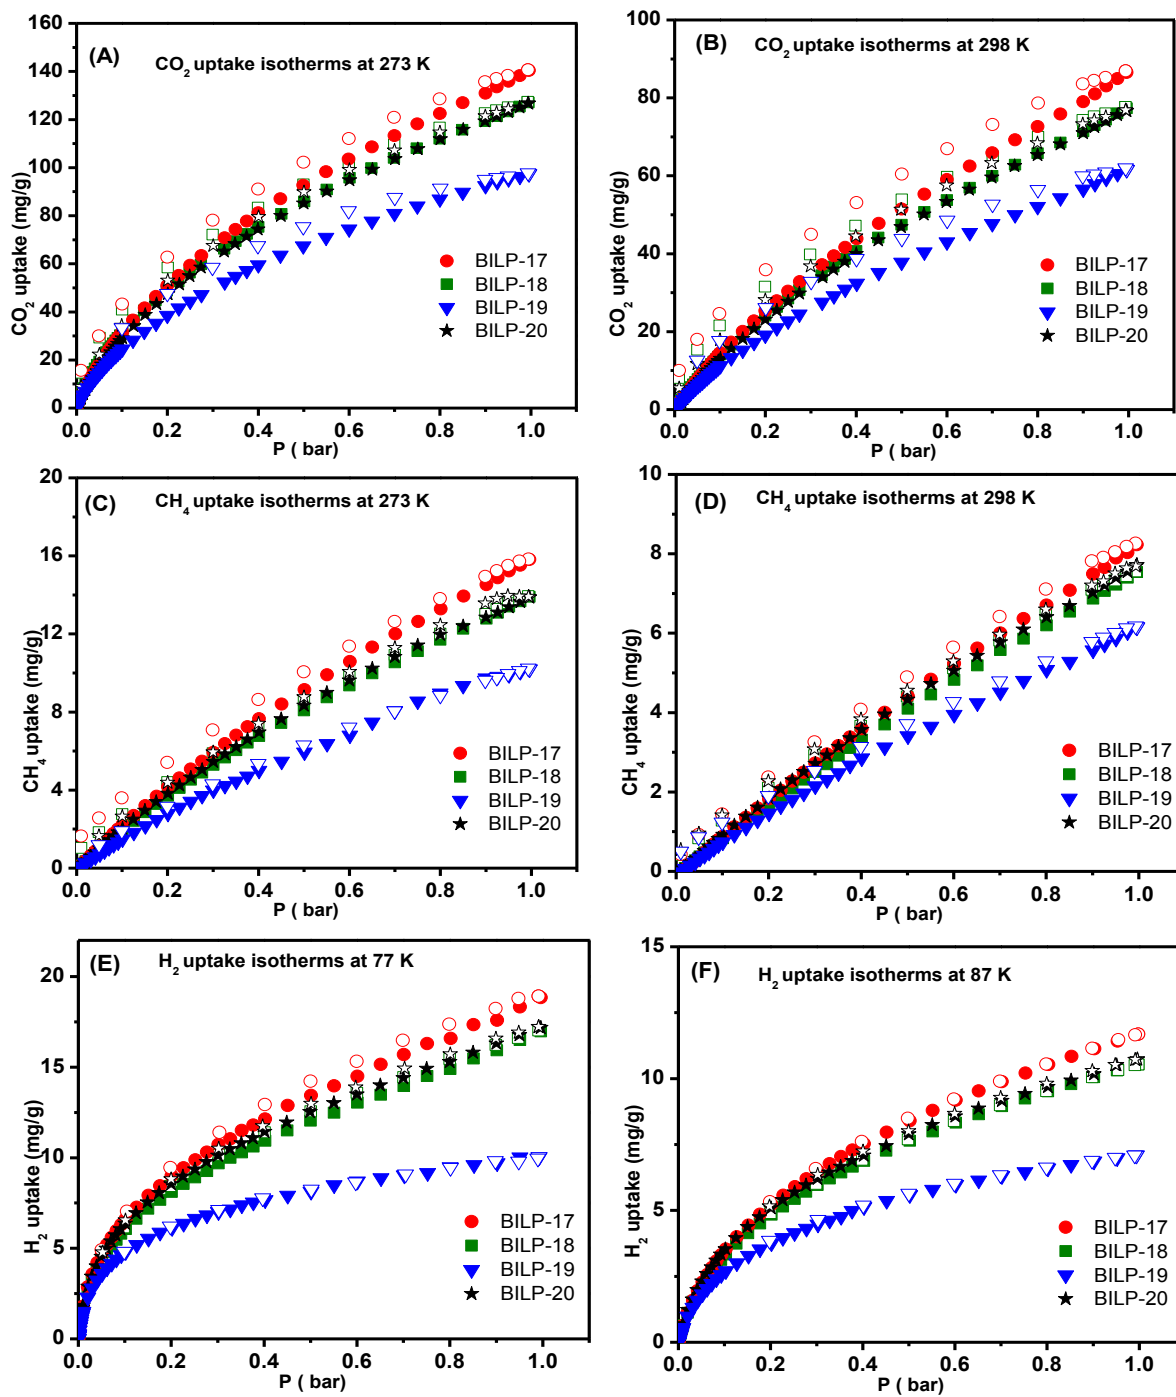 (A)
CO2 uptake isotherms at 273 K
CO2 uptake (mg/g)
160
140
120
100
80
60
40
20
0
BILP-17
BILP-18
BILP-19
BILP-20
0.0 0.2 0.4 0.6 0.8 1.0
P ( bar)
(B)
CO2 uptake isotherms at 298 K
CO2 uptake (mg/g)
100
80
60
40
20
0
BILP-17
BILP-18
BILP-19
BILP-20
0.0 0.2 0.4 0.6 0.8 1.0
P ( bar)
(C)
CH4 uptake isotherms at 273 K
CH4 uptake (mg/g)
20
16
12
8
4
0
BILP-17
BILP-18
BILP-19
BILP-20
0.0 0.2 0.4 0.6 0.8 1.0
P ( bar)
(D)
CH4 uptake isotherms at 298 K
CH4 uptake (mg/g)
10
8
6
4
2
0
BILP-17
BILP-18
BILP-19
BILP-20
0.0 0.2 0.4 0.6 0.8 1.0
P ( bar)
(E)
H2 uptake isotherms at 77 K
H2 uptake (mg/g)
20
15
10
5
0
BILP-17
BILP-18
BILP-19
BILP-20
0.0 0.2 0.4 0.6 0.8 1.0
P ( bar)
(F)
H2 uptake isotherms at 87 K
H2 uptake (mg/g)
15
10
5
0
BILP-17
BILP-18
BILP-19
BILP-20
0.0 0.2 0.4 0.6 0.8 1.0
P ( bar)